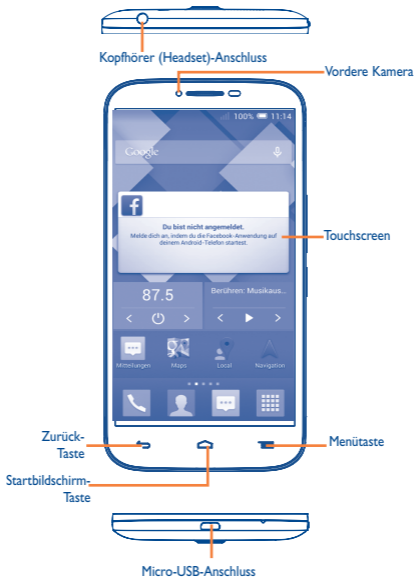 Kopfhörer (Headset)-Anschluss
Vordere Kamera
100% 11:14
Google
f
Du bist nicht angemeldet.
Melde dich an, indem du die Facebook-Anwendung auf
deinem Android-Telefon startest.
Touchscreen
87.5
Berühren: Musikaus..
Mitteilungen Maps Local Navigation
Zurück-
Taste
Menütaste
Startbildschirm-
Taste
Micro-USB-Anschluss